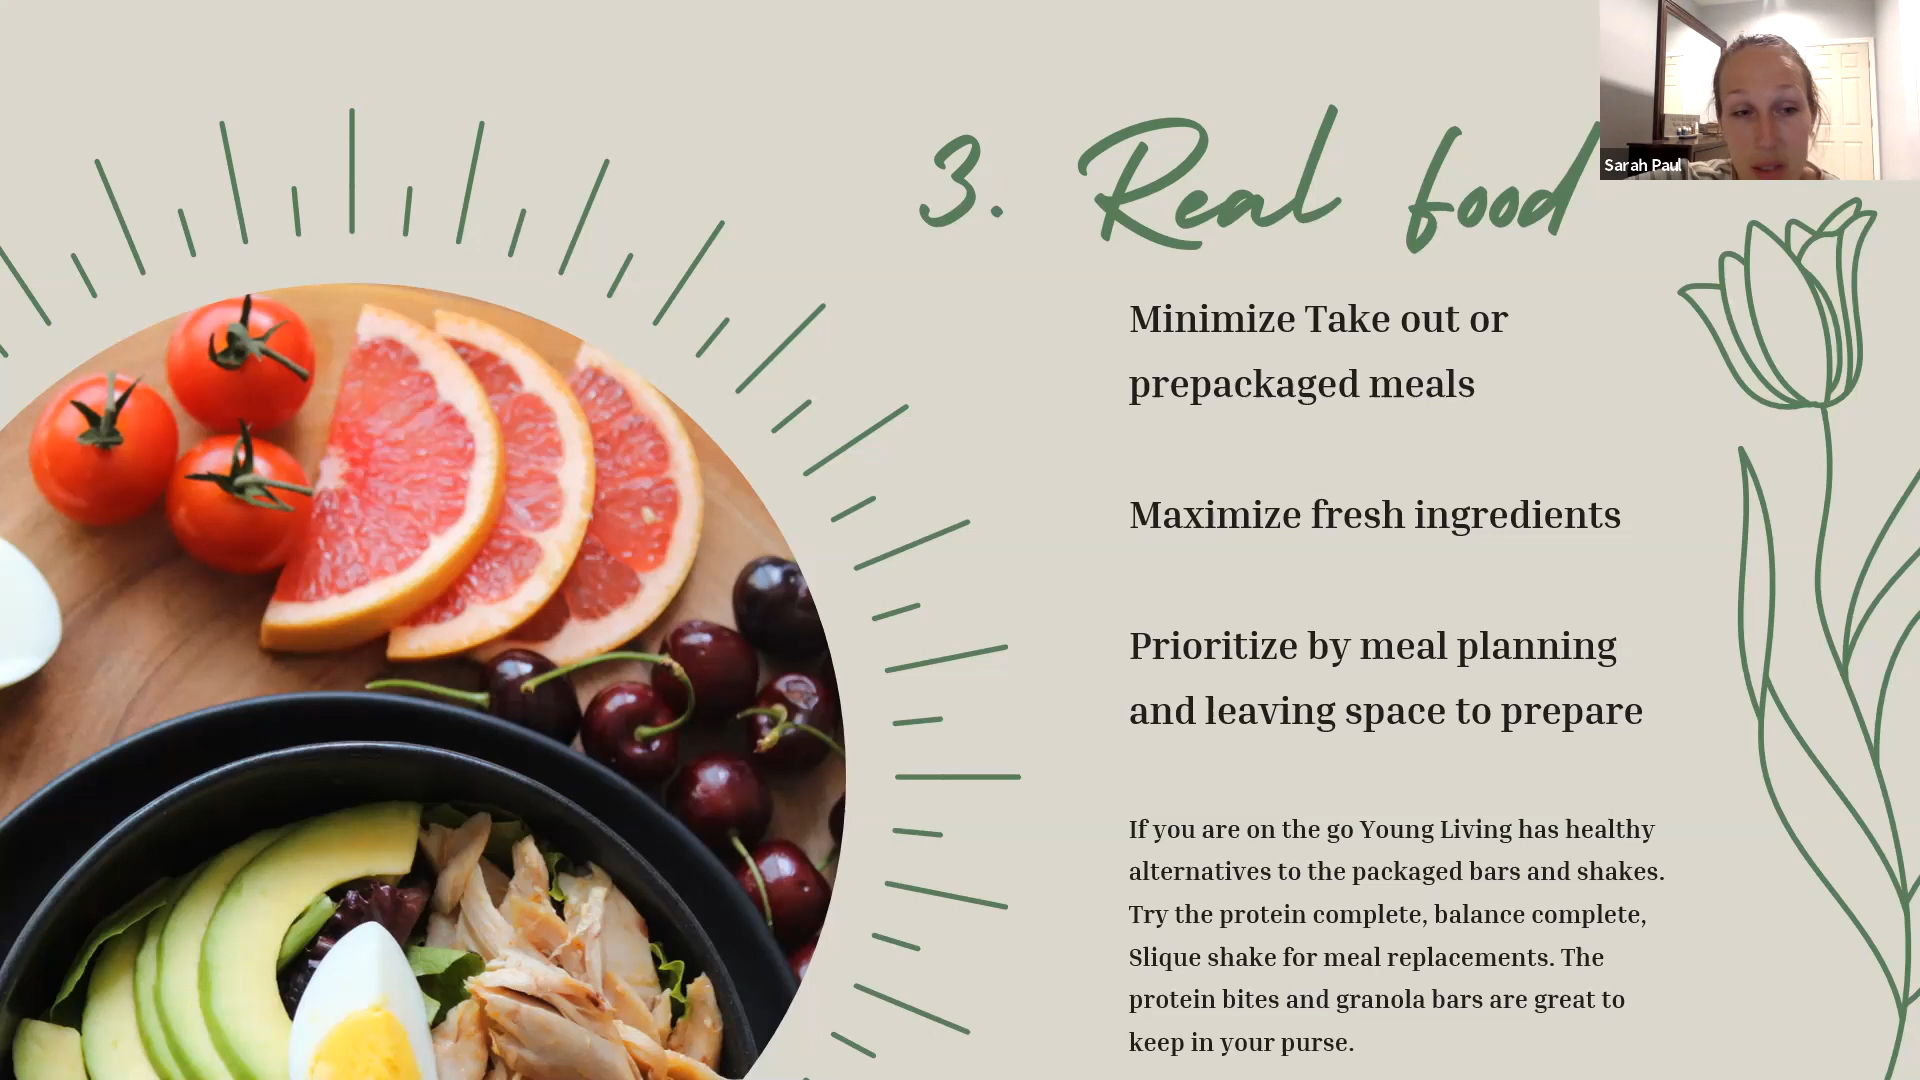 3. Real food
Sarah Paul
Minimize Take out or
prepackaged meals
Maximize fresh ingredients
Prioritize by meal planning
and leaving space to prepare
If you are on the go Young Living has healthy
alternatives to the packaged bars and shakes.
Try the protein complete, balance complete,
Slique shake for meal replacements. The
protein bites and granola bars are great to
keep in your purse.